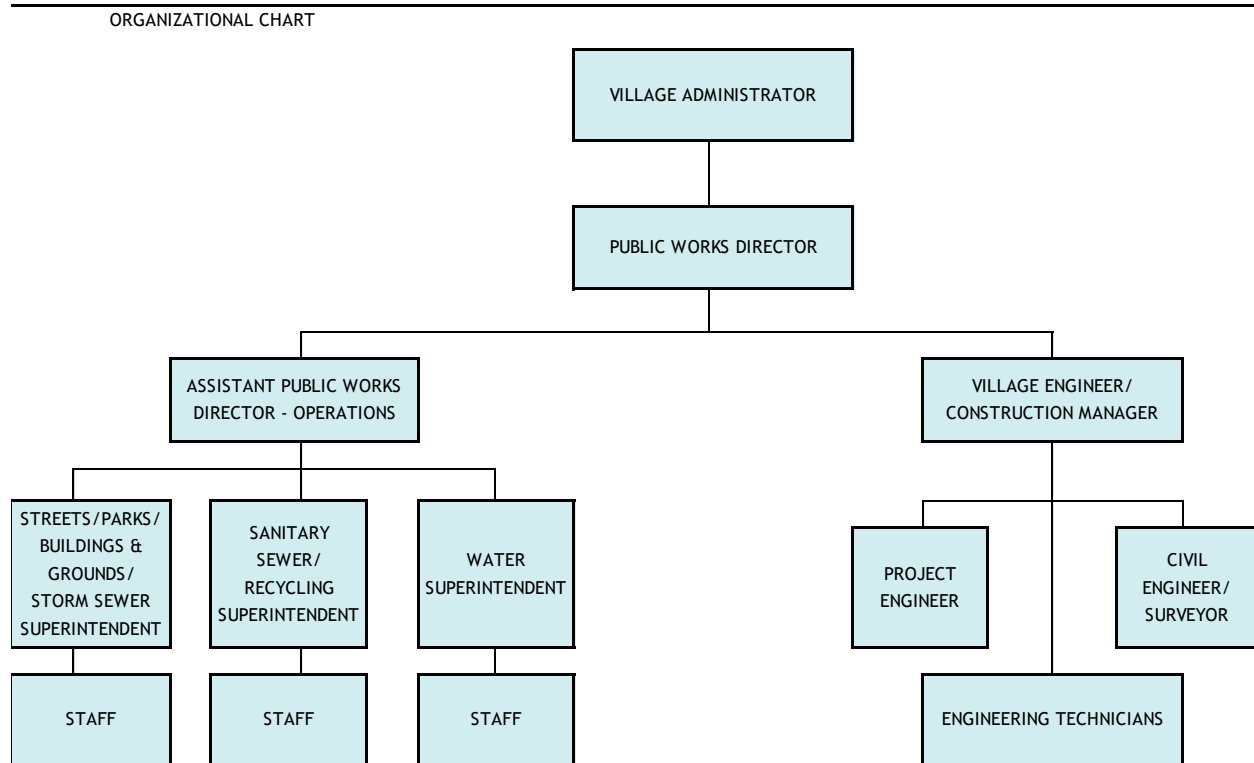 ORGANIZATIONAL CHART
VILLAGE ADMINISTRATOR
PUBLIC WORKS DIRECTOR
ASSISTANT PUBLIC WORKS
DIRECTOR - OPERATIONS
VILLAGE ENGINEER/
CONSTRUCTION MANAGER
STREETS/PARKS/
BUILDINGS &
GROUNDS/
STORM SEWER
SUPERINTENDENT
SANITARY
SEWER/
RECYCLING
SUPERINTENDENT
WATER
SUPERINTENDENT
PROJECT
ENGINEER
CIVIL
ENGINEER/
SURVEYOR
STAFF
STAFF
STAFF
ENGINEERING TECHNICIANS